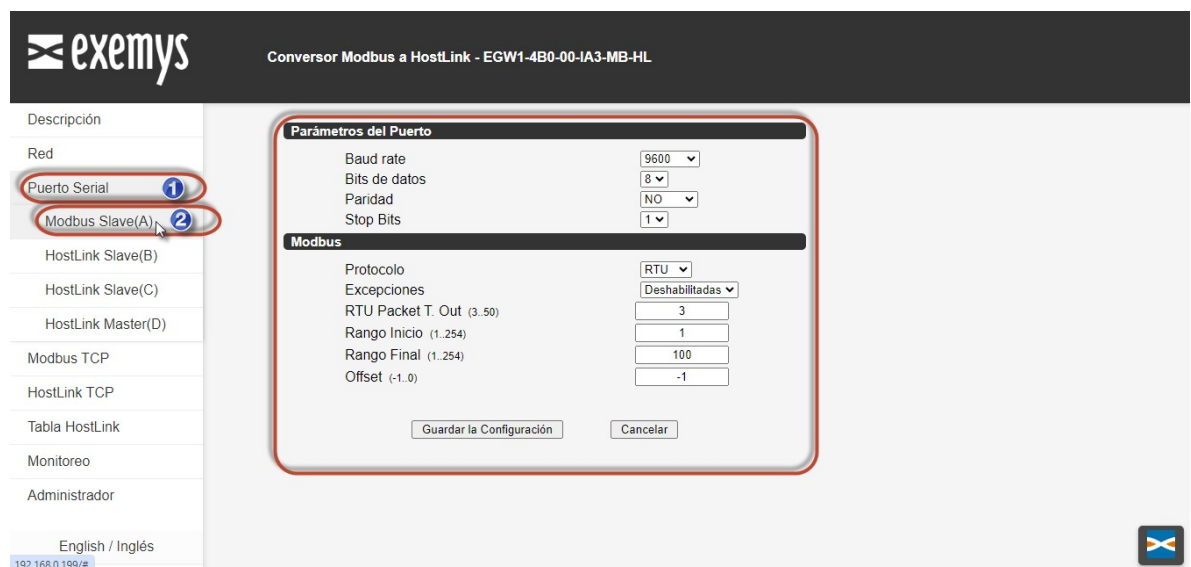 exemys
Conversor Modbus a HostLink - EGW1-4B0-00-IA3-MB-HL
Descripción
Red
Puerto Serial 1
Modbus Slave(A) 2
HostLink Slave(B)
HostLink Slave(C)
HostLink Master(D)
Modbus TCP
HostLink TCP
Tabla HostLink
Monitoreo
Administrador
English / Inglés
192.168.0.199/#
Parámetros del Puerto
Baud rate 9600
Bits de datos 8
Paridad NO
Stop Bits 1
Modbus
Protocolo RTU
Excepciones Deshabilitadas
RTU Packet T. Out (3..50) 3
Rango Inicio (1..254) 1
Rango Final (1..254) 100
Offset (-1..0) -1
Guardar la Configuración Cancelar